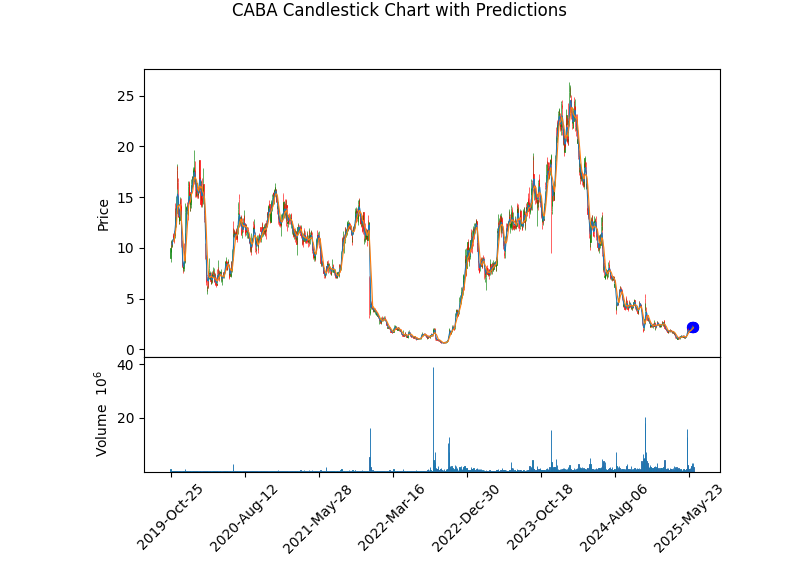 CABA Candlestick Chart with Predictions
25
20
15
10
5
0
Price
40
20
Volume 10^6
2019-Oct-25
2020-Aug-12
2021-May-28
2022-Mar-16
2022-Dec-30
2023-Oct-18
2024-Aug-06
2025-May-23